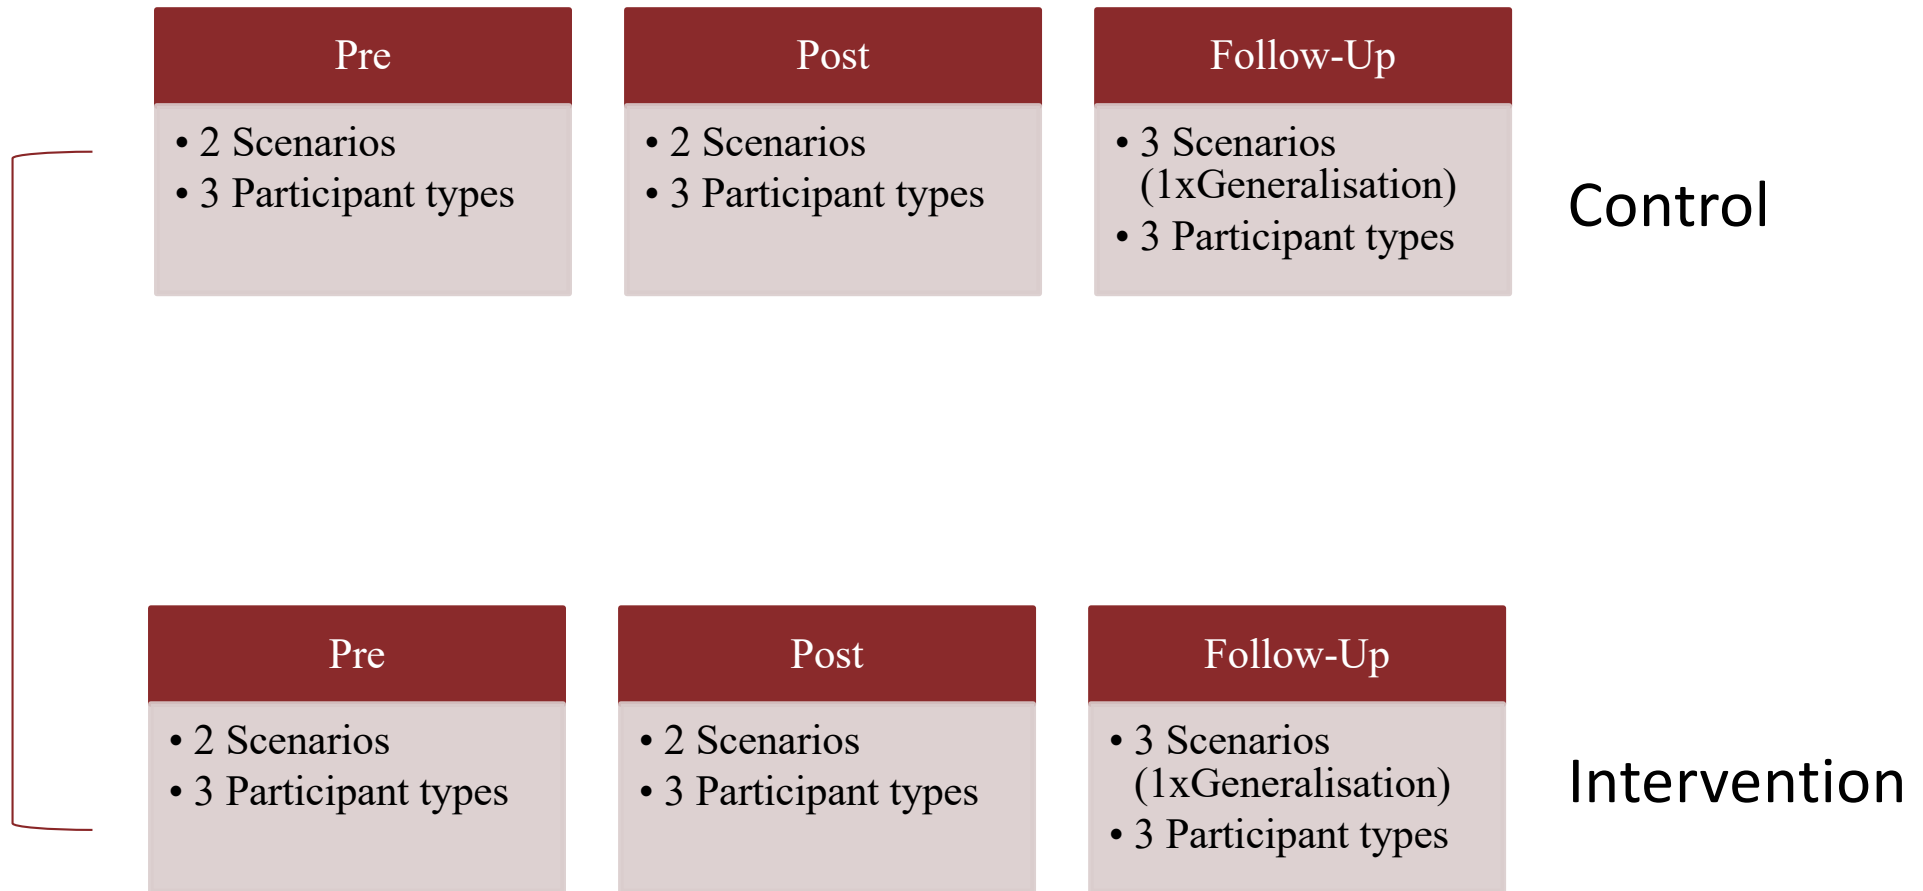 Pre
• 2 Scenarios
• 3 Participant types
Post
• 2 Scenarios
• 3 Participant types
Follow-Up
• 3 Scenarios
(1xGeneralisation)
• 3 Participant types
Control
Pre
• 2 Scenarios
• 3 Participant types
Post
• 2 Scenarios
• 3 Participant types
Follow-Up
• 3 Scenarios
(1xGeneralisation)
• 3 Participant types
Intervention